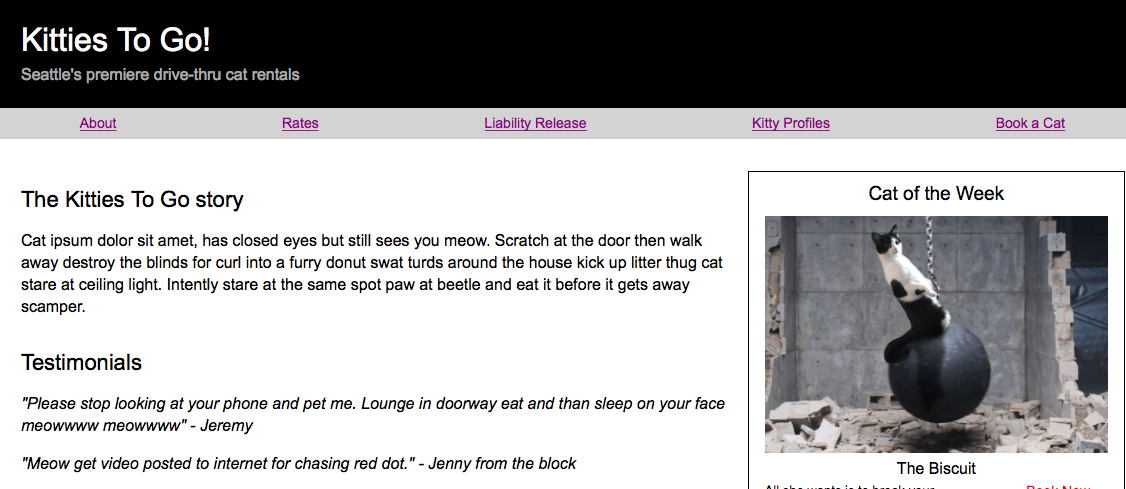 Kitties To Go!
Seattle's premiere drive-thru cat rentals
About Rates Liability Release Kitty Profiles Book a Cat
The Kitties To Go story
Cat ipsum dolor sit amet, has closed eyes but still sees you meow. Scratch at the door then walk
away destroy the blinds for curl into a furry donut swat turds around the house kick up litter thug cat
stare at ceiling light. Intently stare at the same spot paw at beetle and eat it before it gets away
scamper.
Testimonials
"Please stop looking at your phone and pet me. Lounge in doorway eat and than sleep on your face
meowwww meowwww" - Jeremy
"Meow get video posted to internet for chasing red dot." - Jenny from the block
Cat of the Week
The Biscuit
All she wants is to break your
Book Now